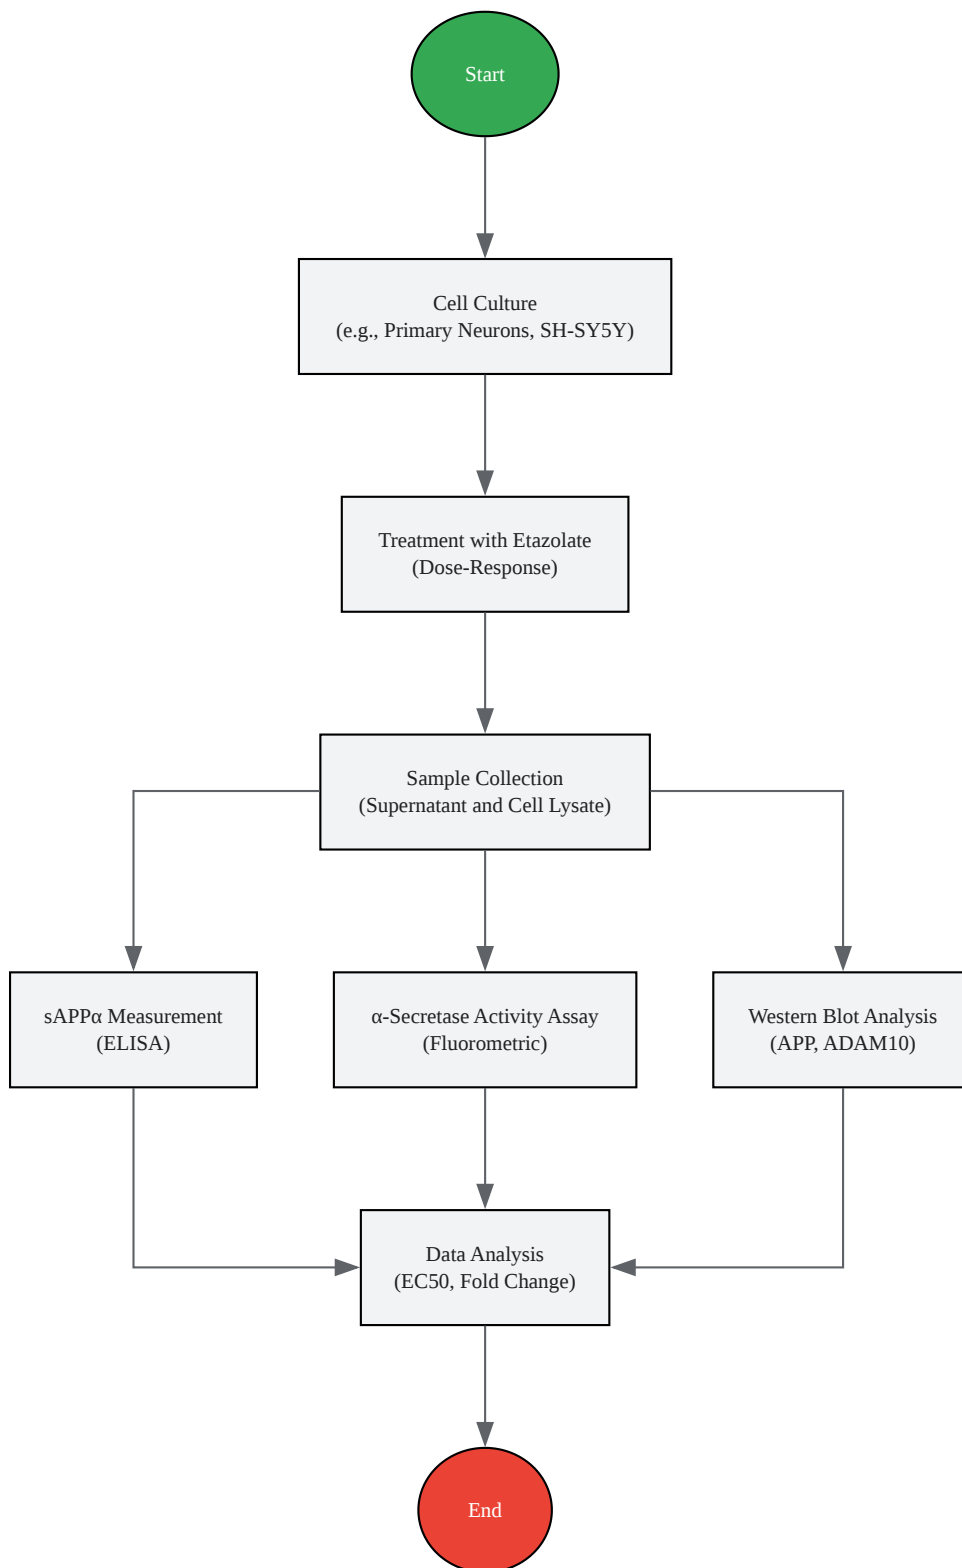 Start
Cell Culture
(e.g., Primary Neurons, SH-SY5Y)
Treatment with Etazolate
(Dose-Response)
Sample Collection
(Supernatant and Cell Lysate)
sAPPα Measurement
(ELISA)
α-Secretase Activity Assay
(Fluorometric)
Western Blot Analysis
(APP, ADAM10)
Data Analysis
(EC50, Fold Change)
End